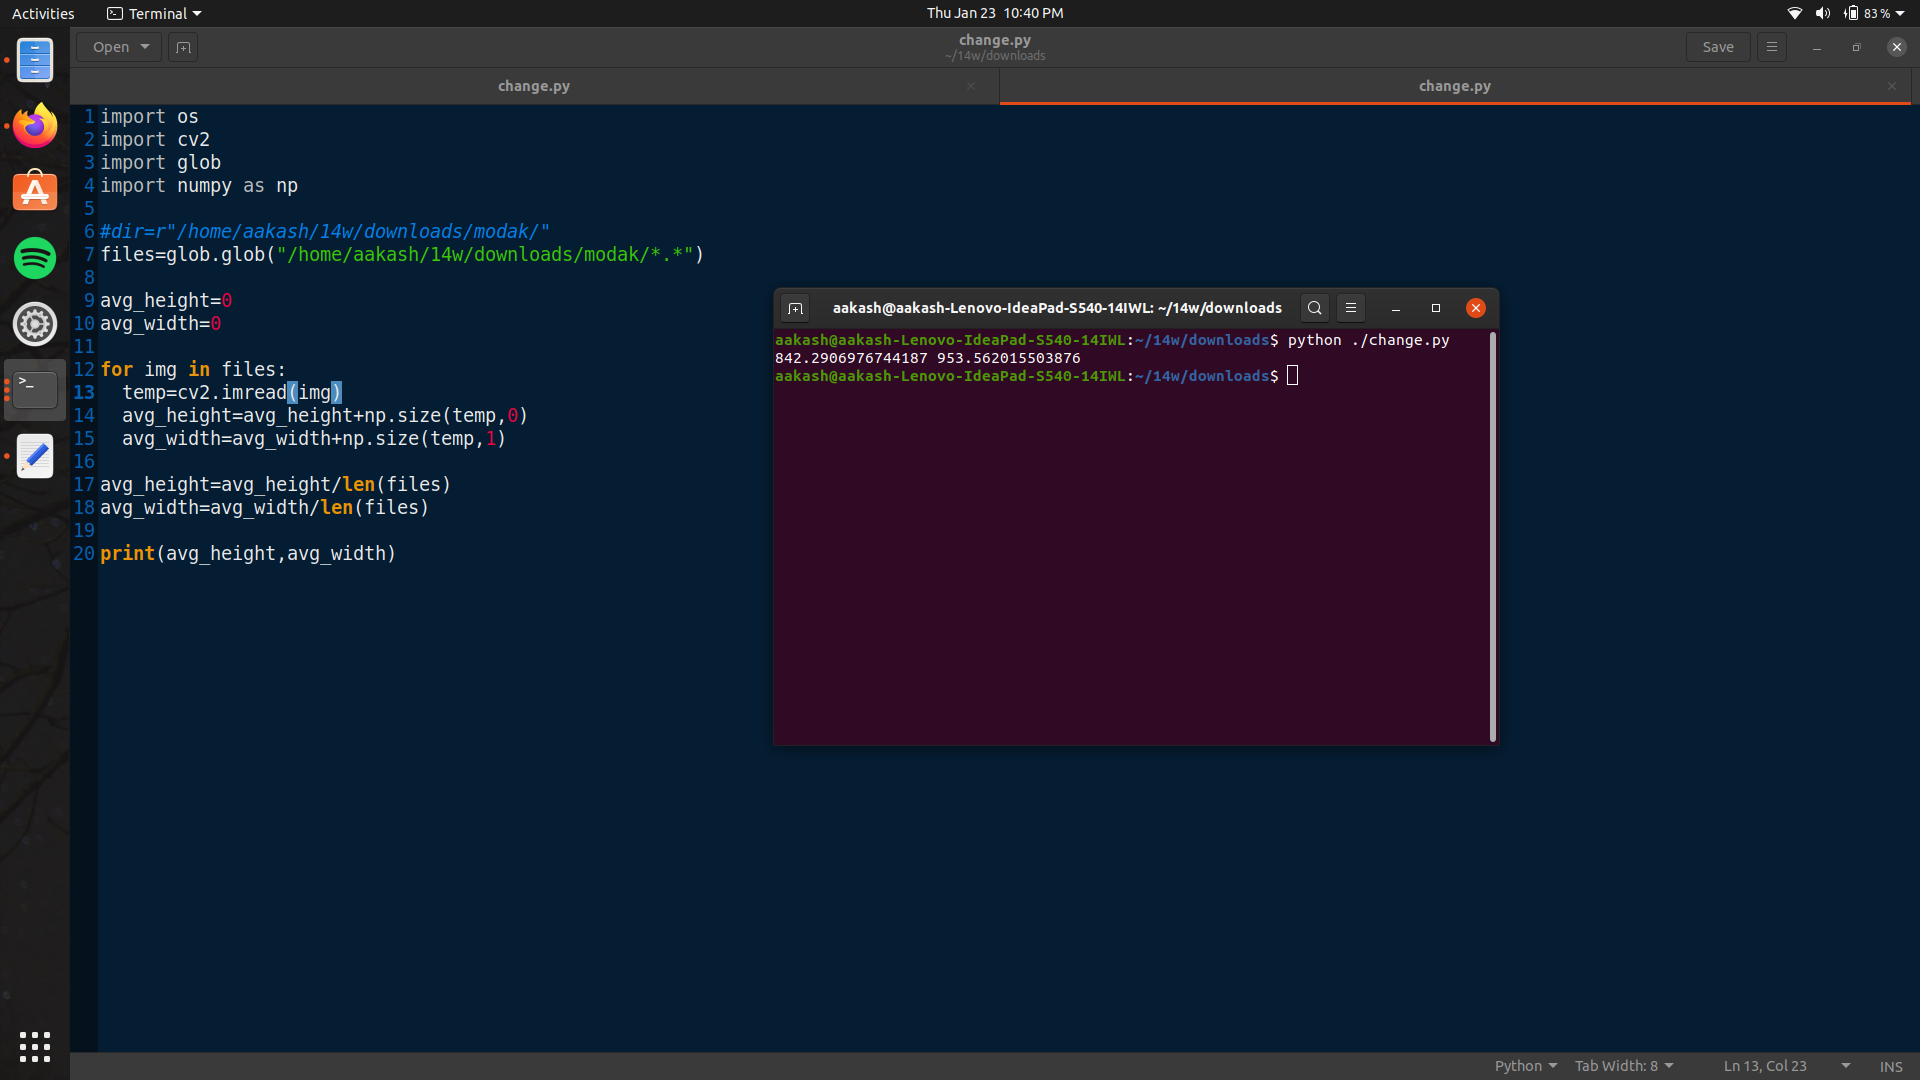 Activities Terminal Thu Jan 23 10:40 PM 83 %
Open change.py Save
~/14w/downloads
change.py change.py
1 import os
2 import cv2
3 import glob
4 import numpy as np
5
6 #dir=r"/home/aakash/14w/downloads/modak/"
7 files=glob.glob("/home/aakash/14w/downloads/modak/*.*")
8
9 avg_height=0
10 avg_width=0
11
12 for img in files:
13   temp=cv2.imread(img)
14   avg_height=avg_height+np.size(temp,0)
15   avg_width=avg_width+np.size(temp,1)
16
17 avg_height=avg_height/len(files)
18 avg_width=avg_width/len(files)
19
20 print(avg_height,avg_width)
aakash@aakash-Lenovo-IdeaPad-S540-14IWL: ~/14w/downloads
aakash@aakash-Lenovo-IdeaPad-S540-14IWL:~/14w/downloads$ python ./change.py
842.2906976744187 953.562015503876
aakash@aakash-Lenovo-IdeaPad-S540-14IWL:~/14w/downloads$
Python Tab Width: 8 Ln 13, Col 23 INS